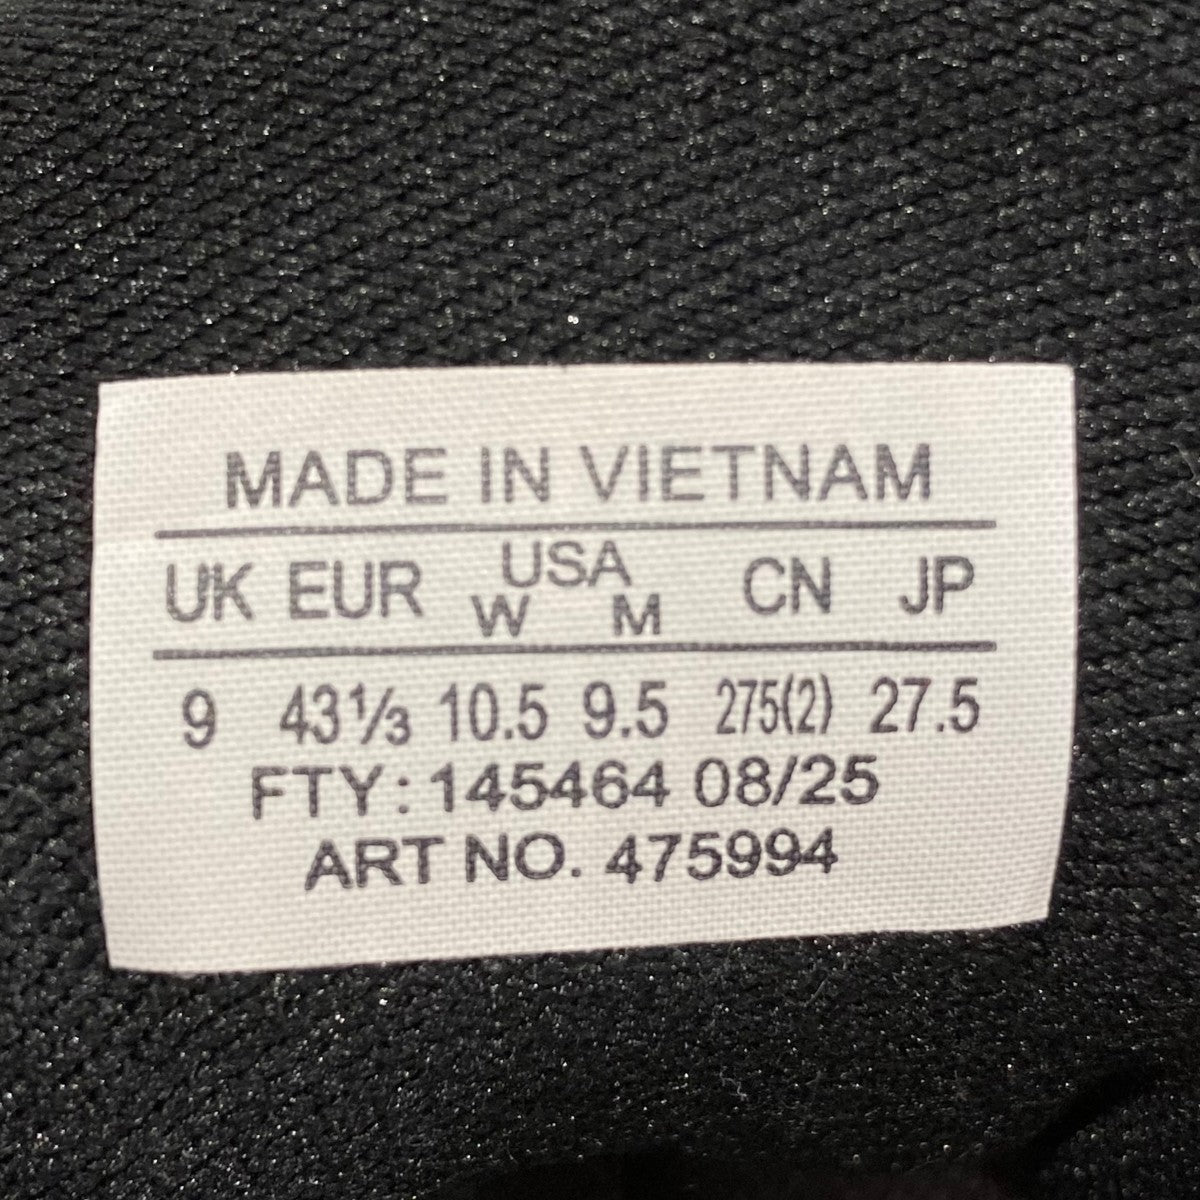 MADE IN VIETNAM
UK EUR USA CN JP
W M
9 43⅓ 10.5 9.5 275(2) 27.5
FTY: 145464 08/25
ART NO. 475994